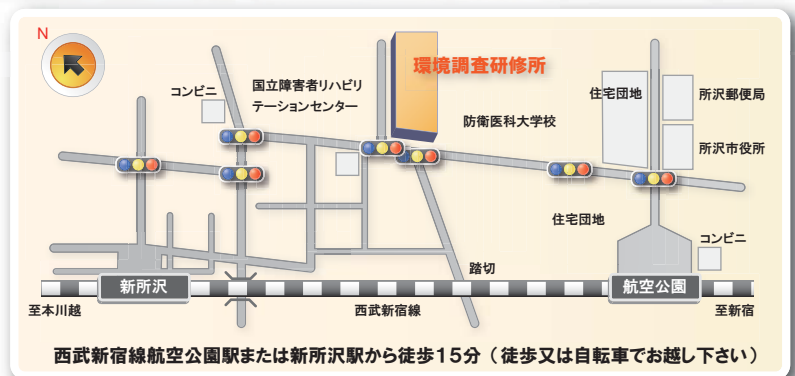 N
環境調査研修所
コンビニ
国立障害者リハビリ
テーションセンター
住宅団地
所沢郵便局
防衛医科大学校
所沢市役所
住宅団地
コンビニ
踏切
新所沢
航空公園
至本川越
西武新宿線
至新宿
西武新宿線航空公園駅または新所沢駅から徒歩15分（徒歩又は自転車でお越し下さい）